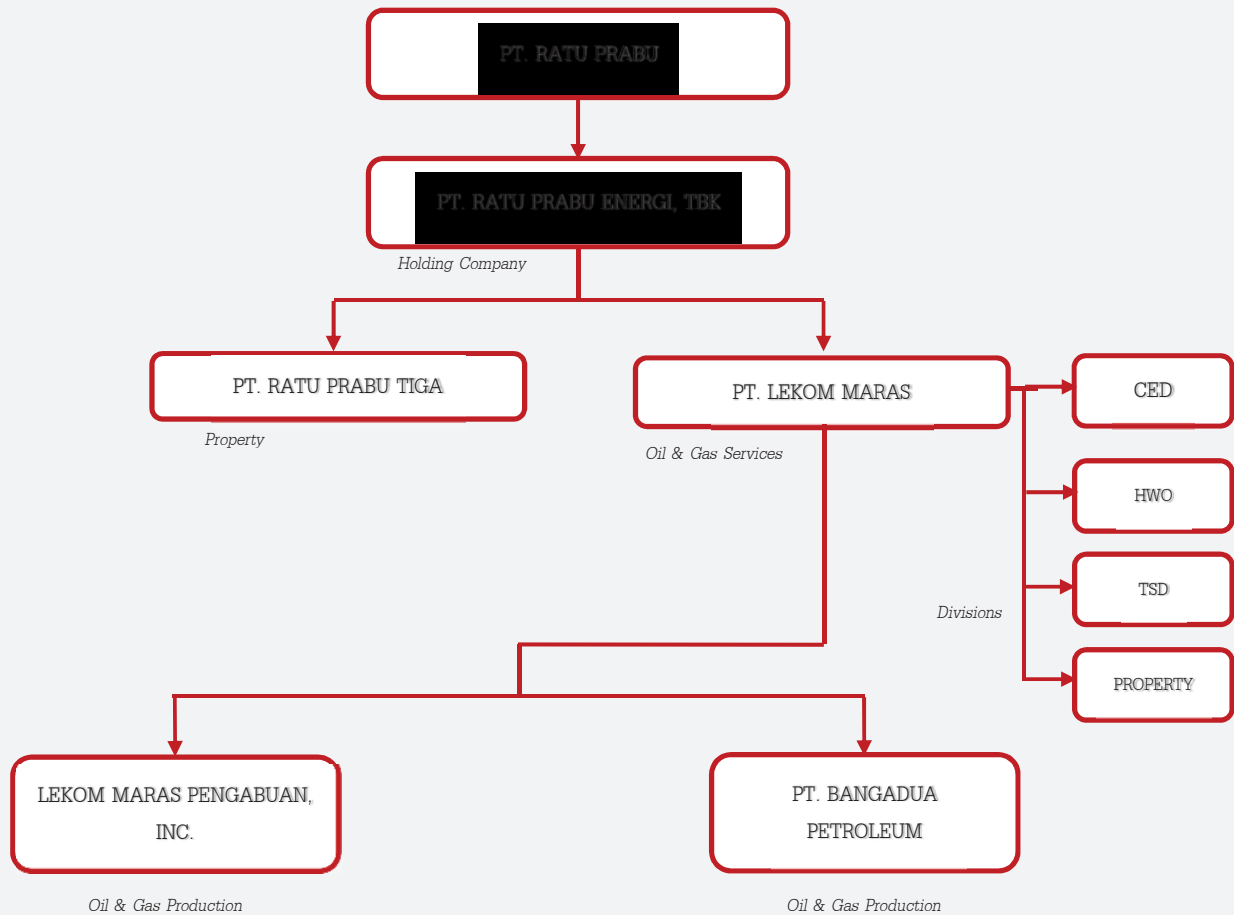 PT. RATU PRABU
PT. RATU PRABU ENERGI, TBK
Holding Company
PT. RATU PRABU TIGA
Property
PT. LEKOM MARAS
Oil & Gas Services
CED
HWO
TSD
Divisions
PROPERTY
LEKOM MARAS PENGABUAN,
INC.
Oil & Gas Production
PT. BANGADUA
PETROLEUM
Oil & Gas Production